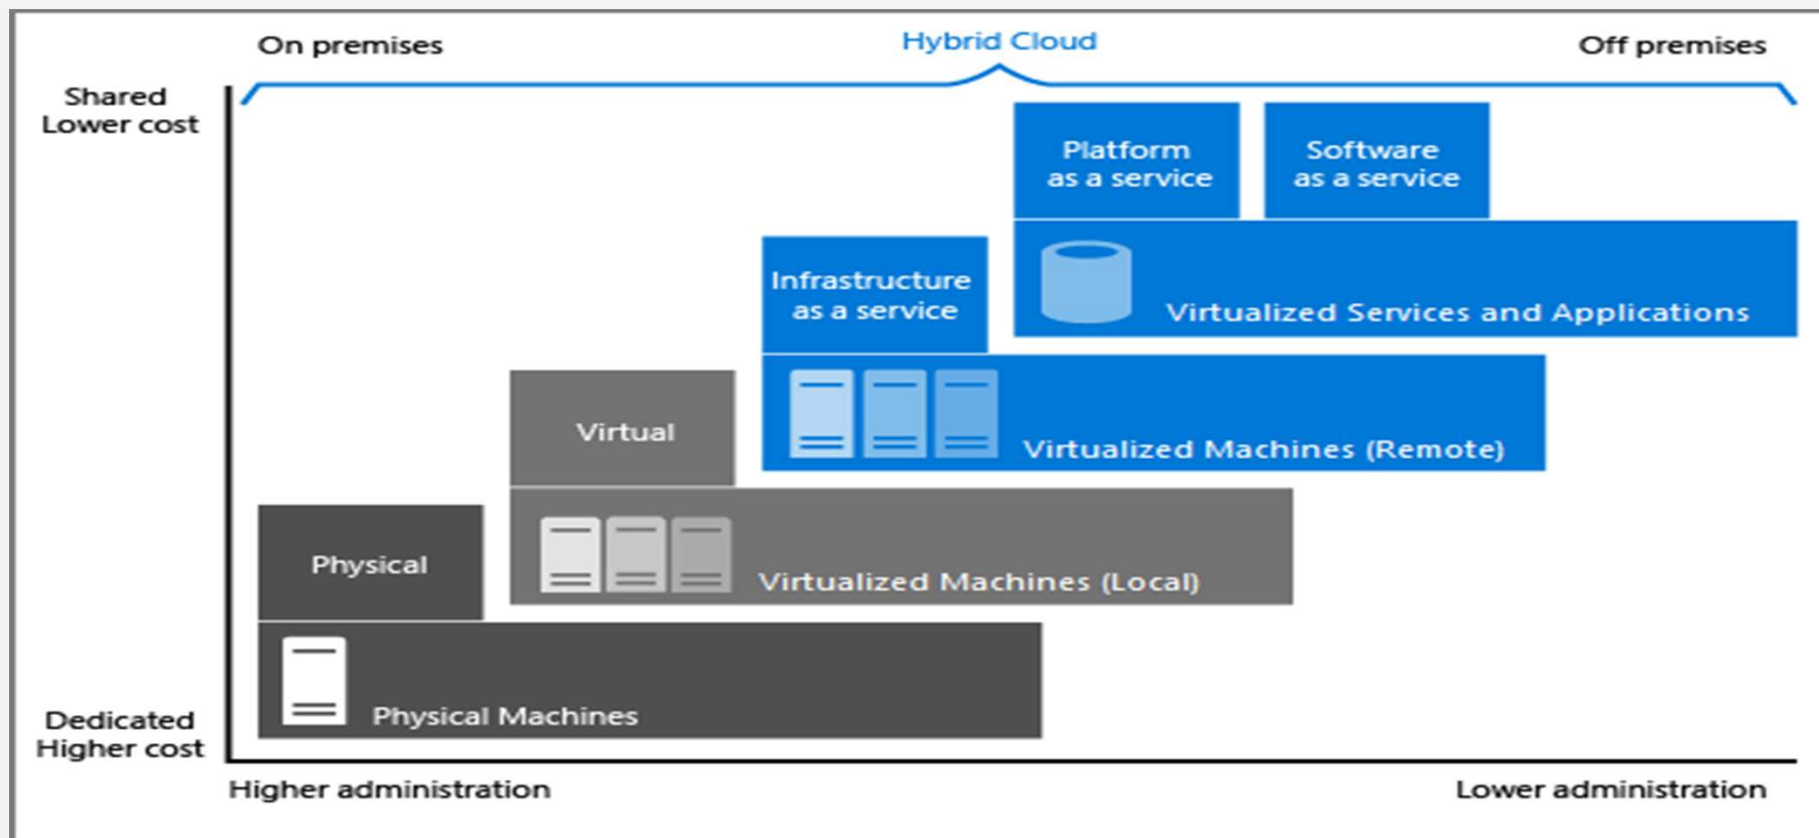 On premises
Hybrid Cloud
Off premises
Shared
Lower cost
Platform
as a service
Software
as a service
Infrastructure
as a service
Virtualized Services and Applications
Virtual
Virtualized Machines (Remote)
Physical
Virtualized Machines (Local)
Physical Machines
Dedicated
Higher cost
Higher administration
Lower administration